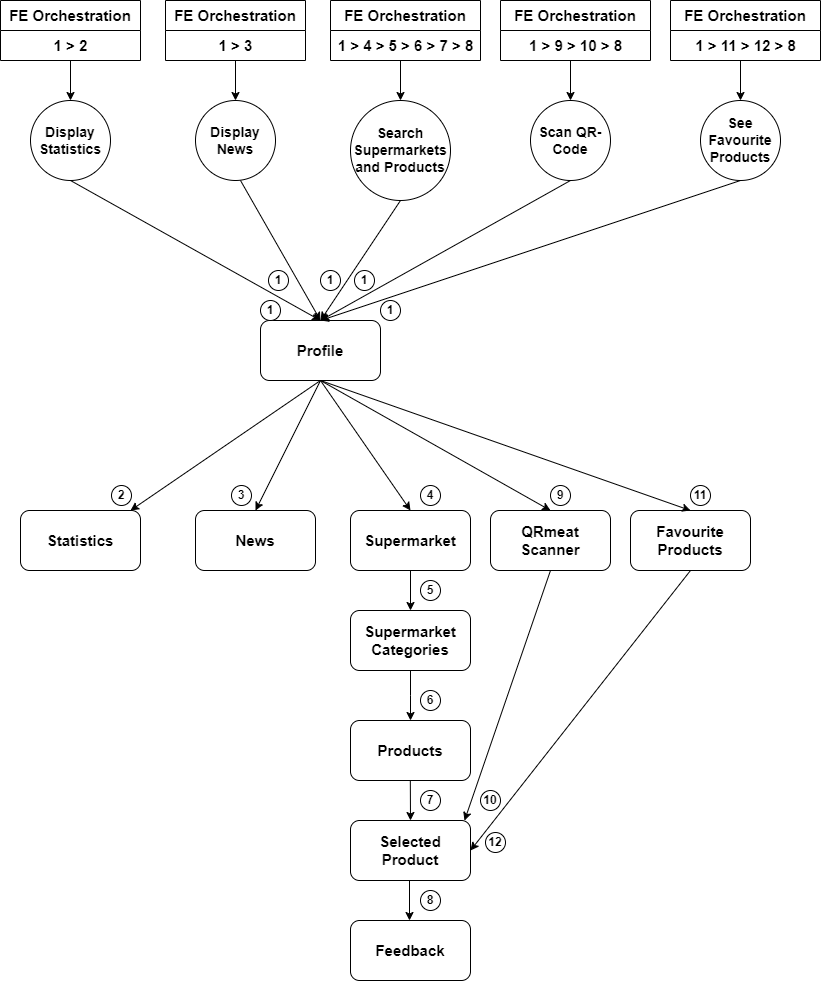 FE Orchestration
1 > 2
FE Orchestration
1 > 3
FE Orchestration
1 > 4 > 5 > 6 > 7 > 8
FE Orchestration
1 > 9 > 10 > 8
FE Orchestration
1 > 11 > 12 > 8
Display
Statistics
Display
News
Search
Supermarkets
and Products
Scan QR-
Code
See
Favourite
Products
1
1
1
1
1
Profile
2
3
4
9
11
Statistics
News
Supermarket
QRmeat
Scanner
Favourite
Products
5
Supermarket
Categories
6
Products
7
10
12
Selected
Product
8
Feedback